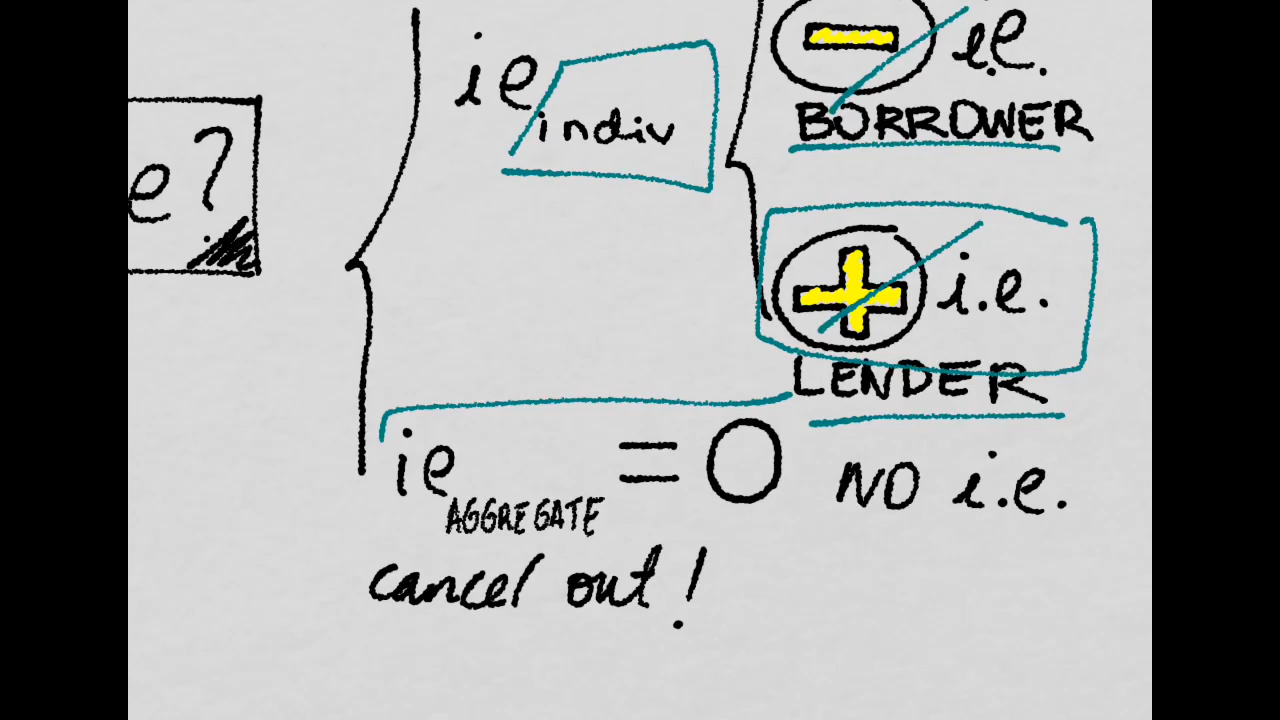 e?
ie indiv
− i.e.
BORROWER
+ i.e.
LENDER
ie AGGREGATE = 0 NO i.e.
cancel out!